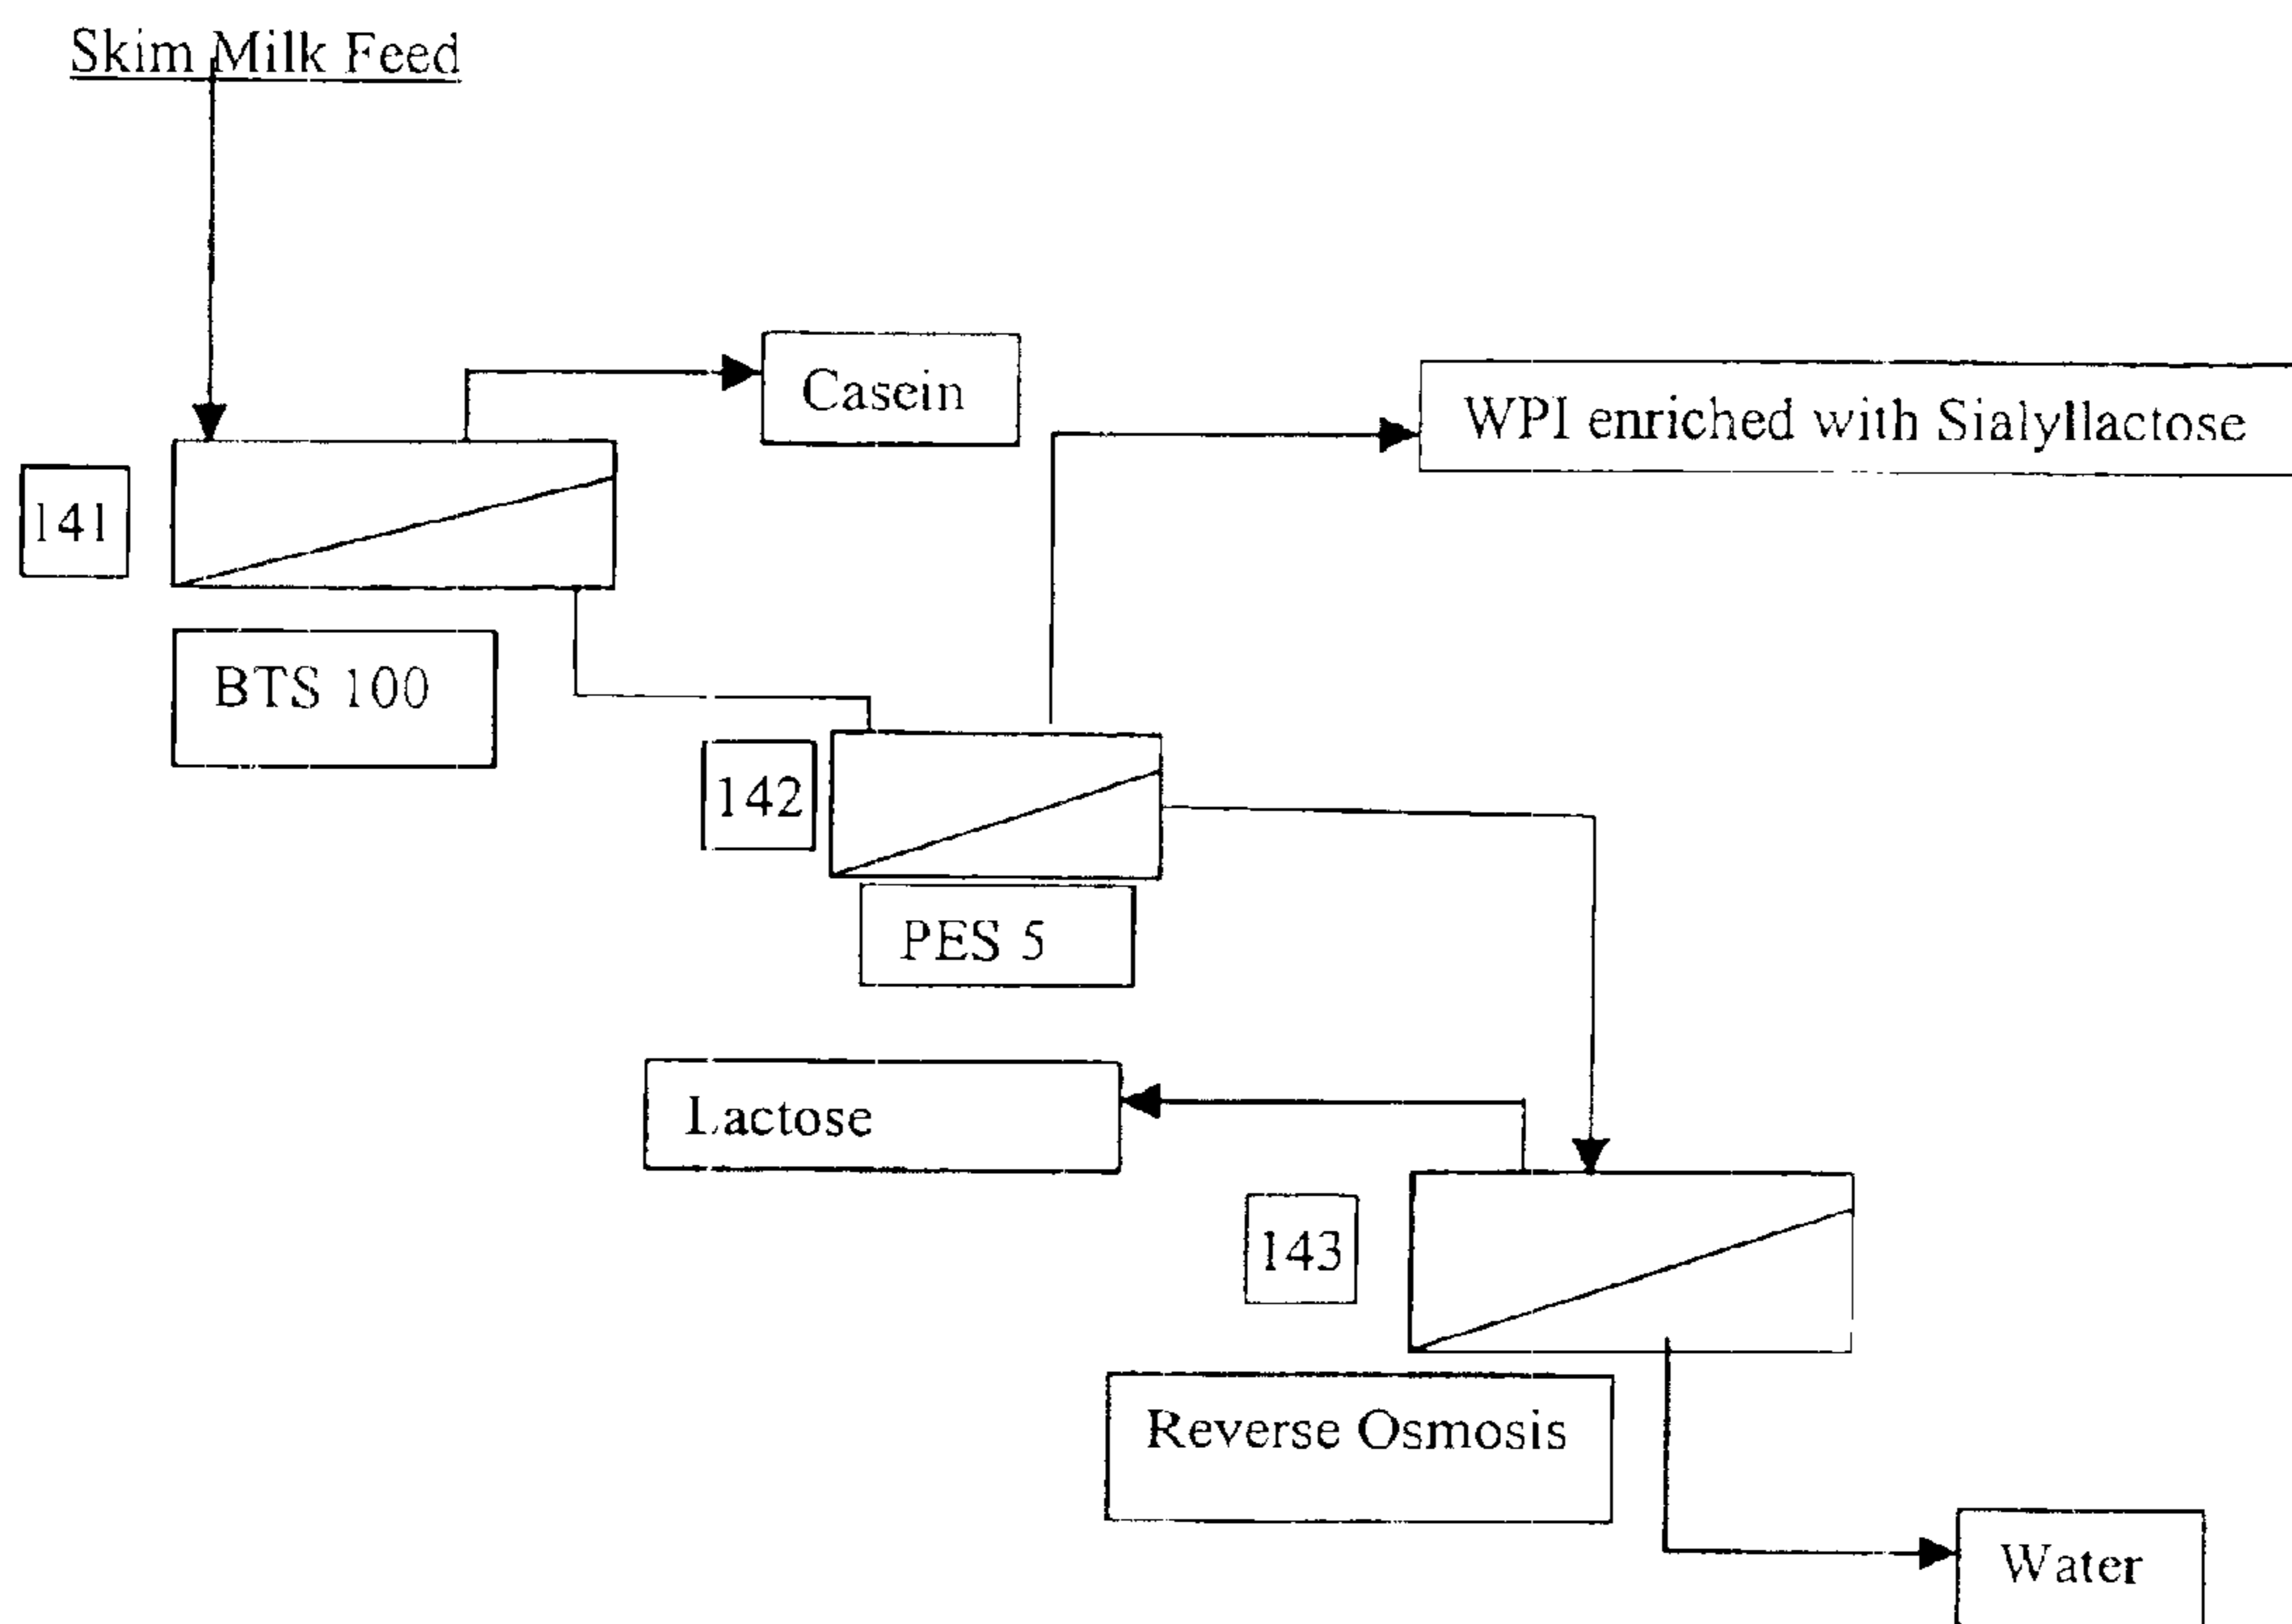 Skim Milk Feed
Casein
WPI enriched with Sialyllactose
141
BTS 100
142
PES 5
Lactose
143
Reverse Osmosis
Water